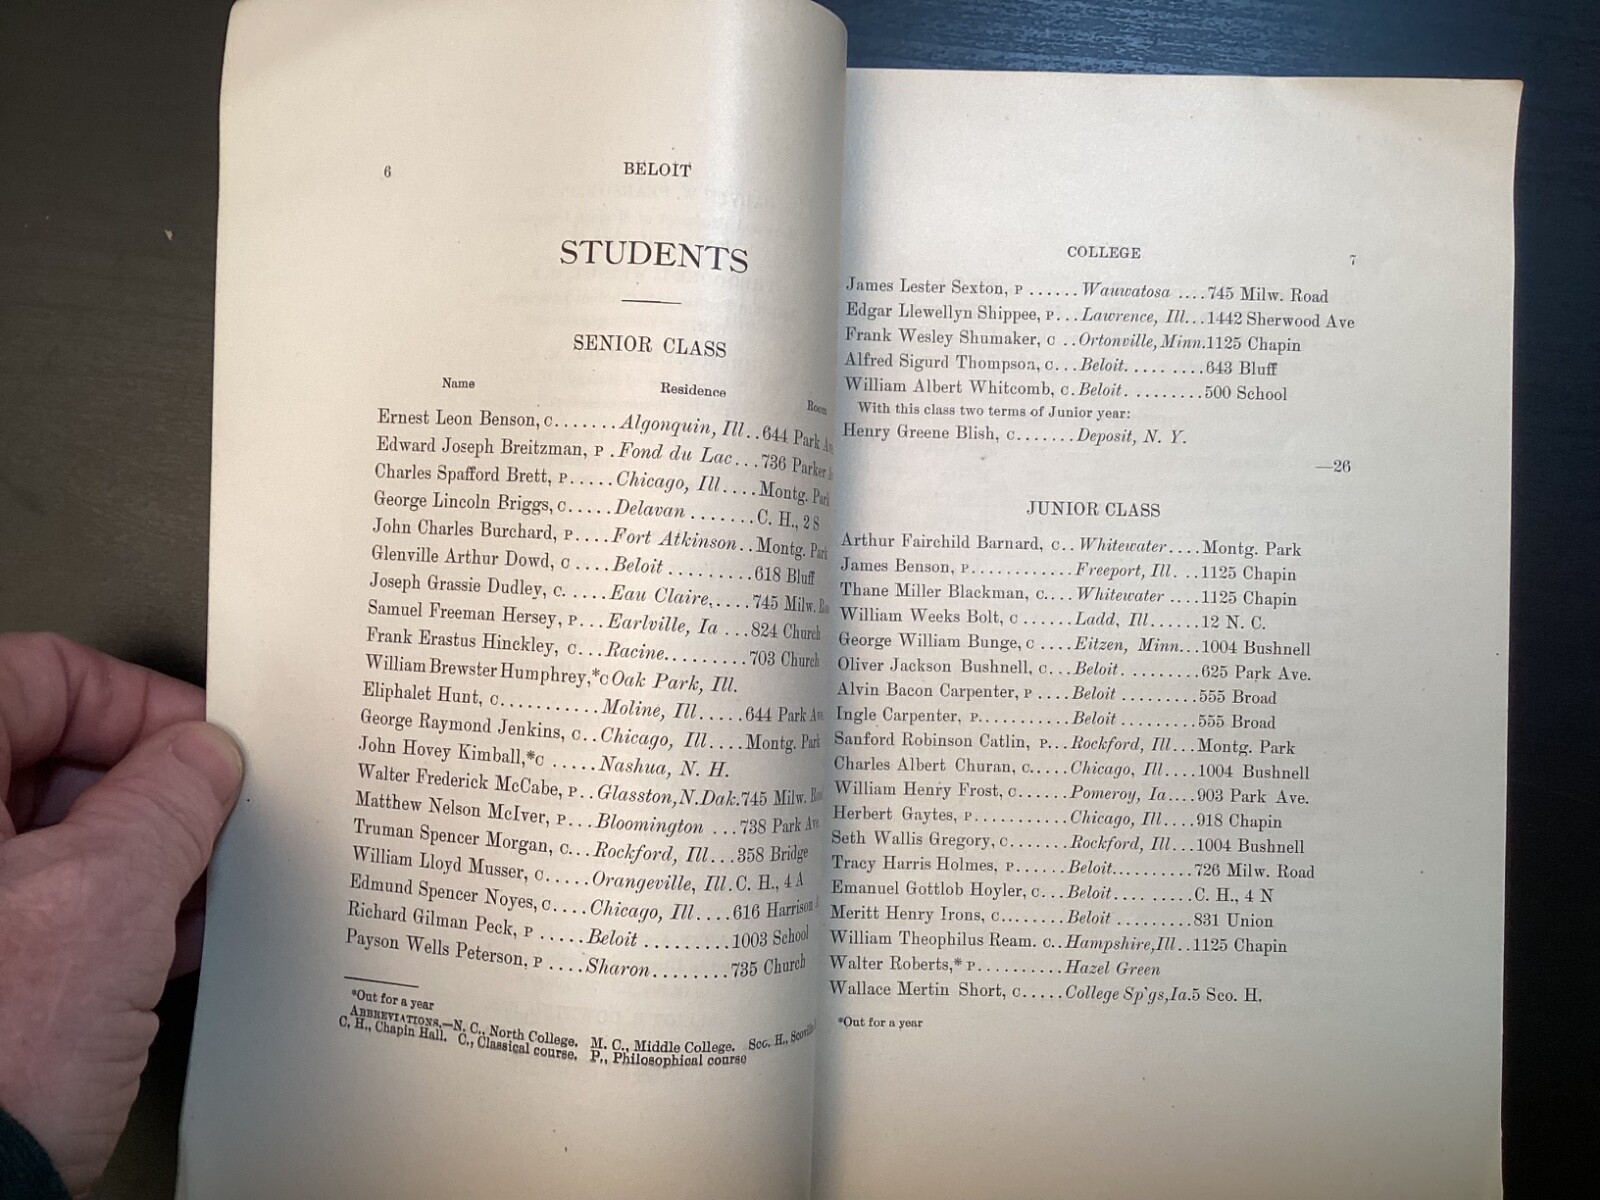 6
BELOIT
STUDENTS
SENIOR CLASS
Name Residence Room
Ernest Leon Benson, C.......Algonquin, Ill..644 Park Av
Edward Joseph Breitzman, P .Fond du Lac...736 Parker
Charles Spafford Brett, P.....Chicago, Ill....Montg. Park
George Lincoln Briggs, C.....Delavan .......C. H., 2 S
John Charles Burchard, P....Fort Atkinson..Montg. Park
Glenville Arthur Dowd, C ....Beloit .........618 Bluff
Joseph Grassie Dudley, C. ....Eau Claire,....745 Milw.
Samuel Freeman Hersey, P...Earlville, Ia ...824 Church
Frank Erastus Hinckley, C...Racine.........703 Church
William Brewster Humphrey,*C Oak Park, Ill.
Eliphalet Hunt, C...........Moline, Ill.....644 Park Av
George Raymond Jenkins, C..Chicago, Ill....Montg. Park
John Hovey Kimball,*C .....Nashua, N. H.
Walter Frederick McCabe, P..Glasston,N.Dak.745 Milw.
Matthew Nelson McIver, P...Bloomington ...738 Park Av
Truman Spencer Morgan, C...Rockford, Ill...358 Bridge
William Lloyd Musser, C.....Orangeville, Ill.C. H., 4 A
Edmund Spencer Noyes, C....Chicago, Ill....616 Harrison
Richard Gilman Peck, P .....Beloit .........1003 School
Payson Wells Peterson, P ....Sharon........735 Church
*Out for a year
ABBREVIATIONS.—N. C., North College. M. C., Middle College. Sco. H., Scoville
C. H., Chapin Hall. C., Classical course. P., Philosophical course
COLLEGE
7
James Lester Sexton, P ......Wauwatosa ....745 Milw. Road
Edgar Llewellyn Shippee, P...Lawrence, Ill...1442 Sherwood Ave
Frank Wesley Shumaker, C ..Ortonville, Minn.1125 Chapin
Alfred Sigurd Thompson, C...Beloit..........643 Bluff
William Albert Whitcomb, C.Beloit.........500 School
With this class two terms of Junior year:
Henry Greene Blish, C.......Deposit, N. Y.
—26
JUNIOR CLASS
Arthur Fairchild Barnard, C..Whitewater....Montg. Park
James Benson, P............Freeport, Ill. ..1125 Chapin
Thane Miller Blackman, C....Whitewater ....1125 Chapin
William Weeks Bolt, C ......Ladd, Ill......12 N. C.
George William Bunge, C ....Eitzen, Minn...1004 Bushnell
Oliver Jackson Bushnell, C...Beloit.........625 Park Ave.
Alvin Bacon Carpenter, P ....Beloit .........555 Broad
Ingle Carpenter, P...........Beloit .........555 Broad
Sanford Robinson Catlin, P...Rockford, Ill...Montg. Park
Charles Albert Churan, C.....Chicago, Ill....1004 Bushnell
William Henry Frost, C......Pomeroy, Ia....903 Park Ave.
Herbert Gaytes, P...........Chicago, Ill....918 Chapin
Seth Wallis Gregory, C.......Rockford, Ill...1004 Bushnell
Tracy Harris Holmes, P......Beloit..........726 Milw. Road
Emanuel Gottlob Hoyler, C...Beloit..........C. H., 4 N
Meritt Henry Irons, C........Beloit .........831 Union
William Theophilus Ream. C..Hampshire,Ill..1125 Chapin
Walter Roberts,* P..........Hazel Green
Wallace Mertin Short, C.....College Sp'gs,Ia.5 Sco. H.
*Out for a year